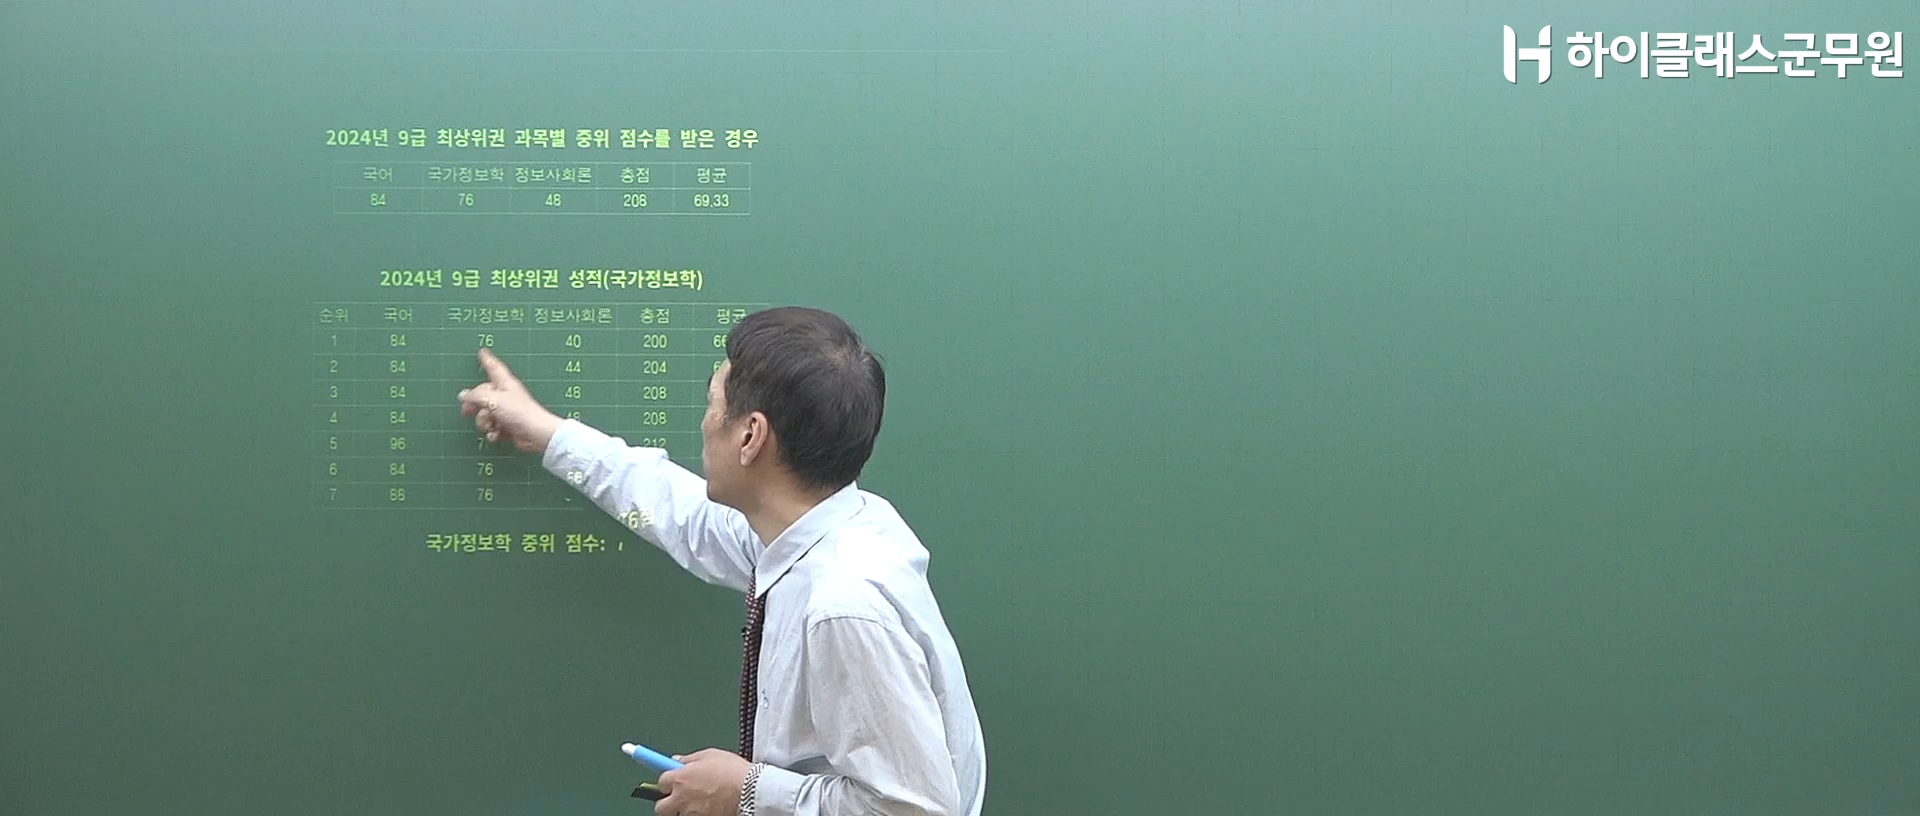 하이클래스군무원
2024년 9급 최상위권 과목별 중위 점수를 받은 경우
국어 국가정보학 정보사회론 총점 평균
84 76 48 208 69.33
2024년 9급 최상위권 성적(국가정보학)
순위 국어 국가정보학 정보사회론 총점 평균
1 84 76 40 200
2 84 44 204
3 84 48 208
4 84 48 208
5 96 212
6 84 76
7 88 76
국가정보학 중위 점수: